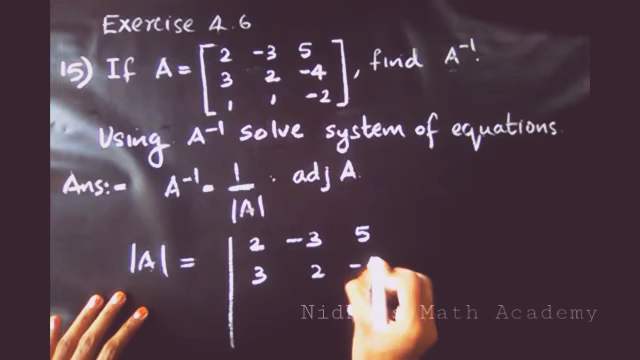 Exercise 4.6
15) If A = [ 2 -3 5
3 2 -4
1 1 -2 ] , find A⁻¹.
Using A⁻¹ solve system of equations.
Ans:- A⁻¹ = 1/|A| . adj A.
|A| = | 2 -3 5
3 2 -
Math Academy